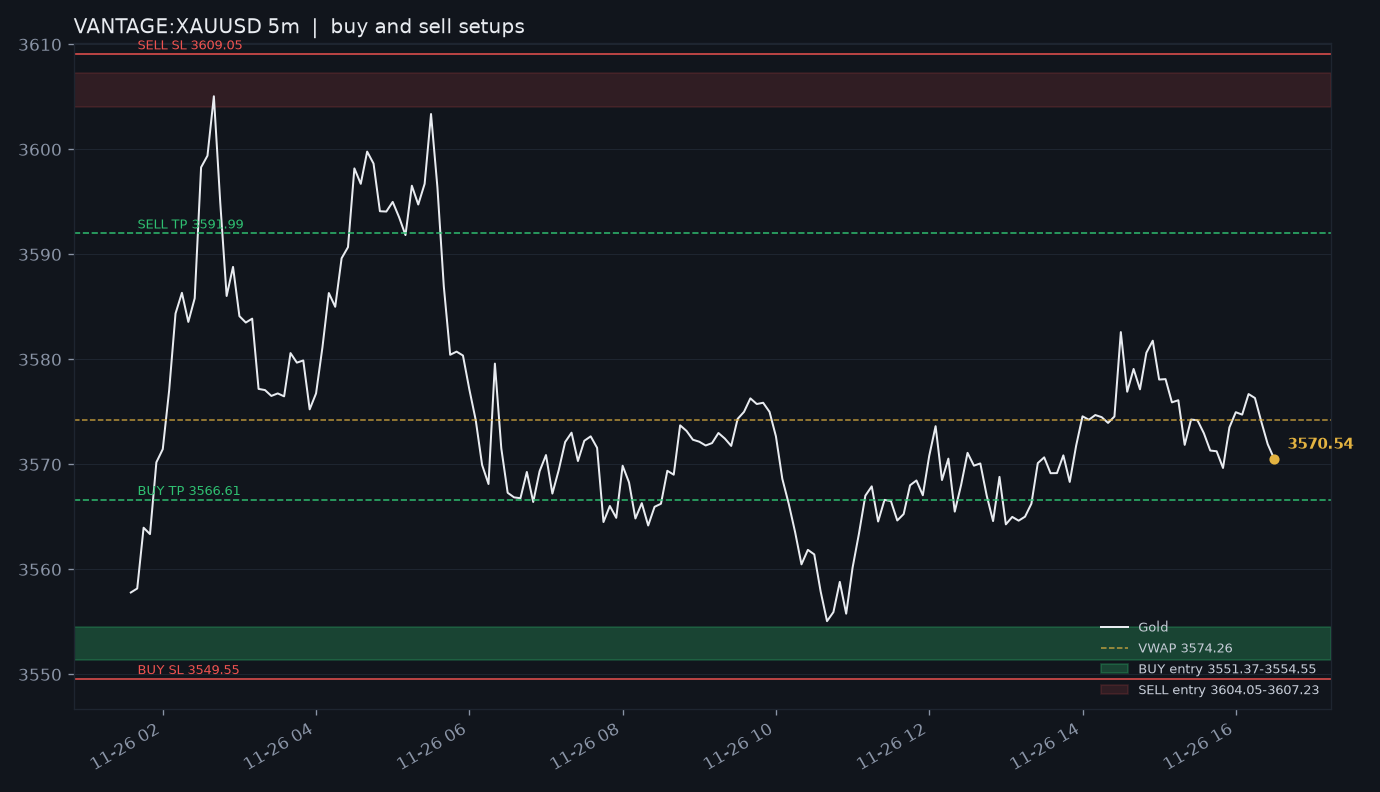 VANTAGE:XAUUSD 5m | buy and sell setups
3610
SELL SL 3609.05
3600
SELL TP 3591.99
3590
3580
3570.54
3570
BUY TP 3566.61
3560
Gold
VWAP 3574.26
BUY entry 3551.37-3554.55
SELL entry 3604.05-3607.23
BUY SL 3549.55
3550
11-26 02
11-26 04
11-26 06
11-26 08
11-26 10
11-26 12
11-26 14
11-26 16